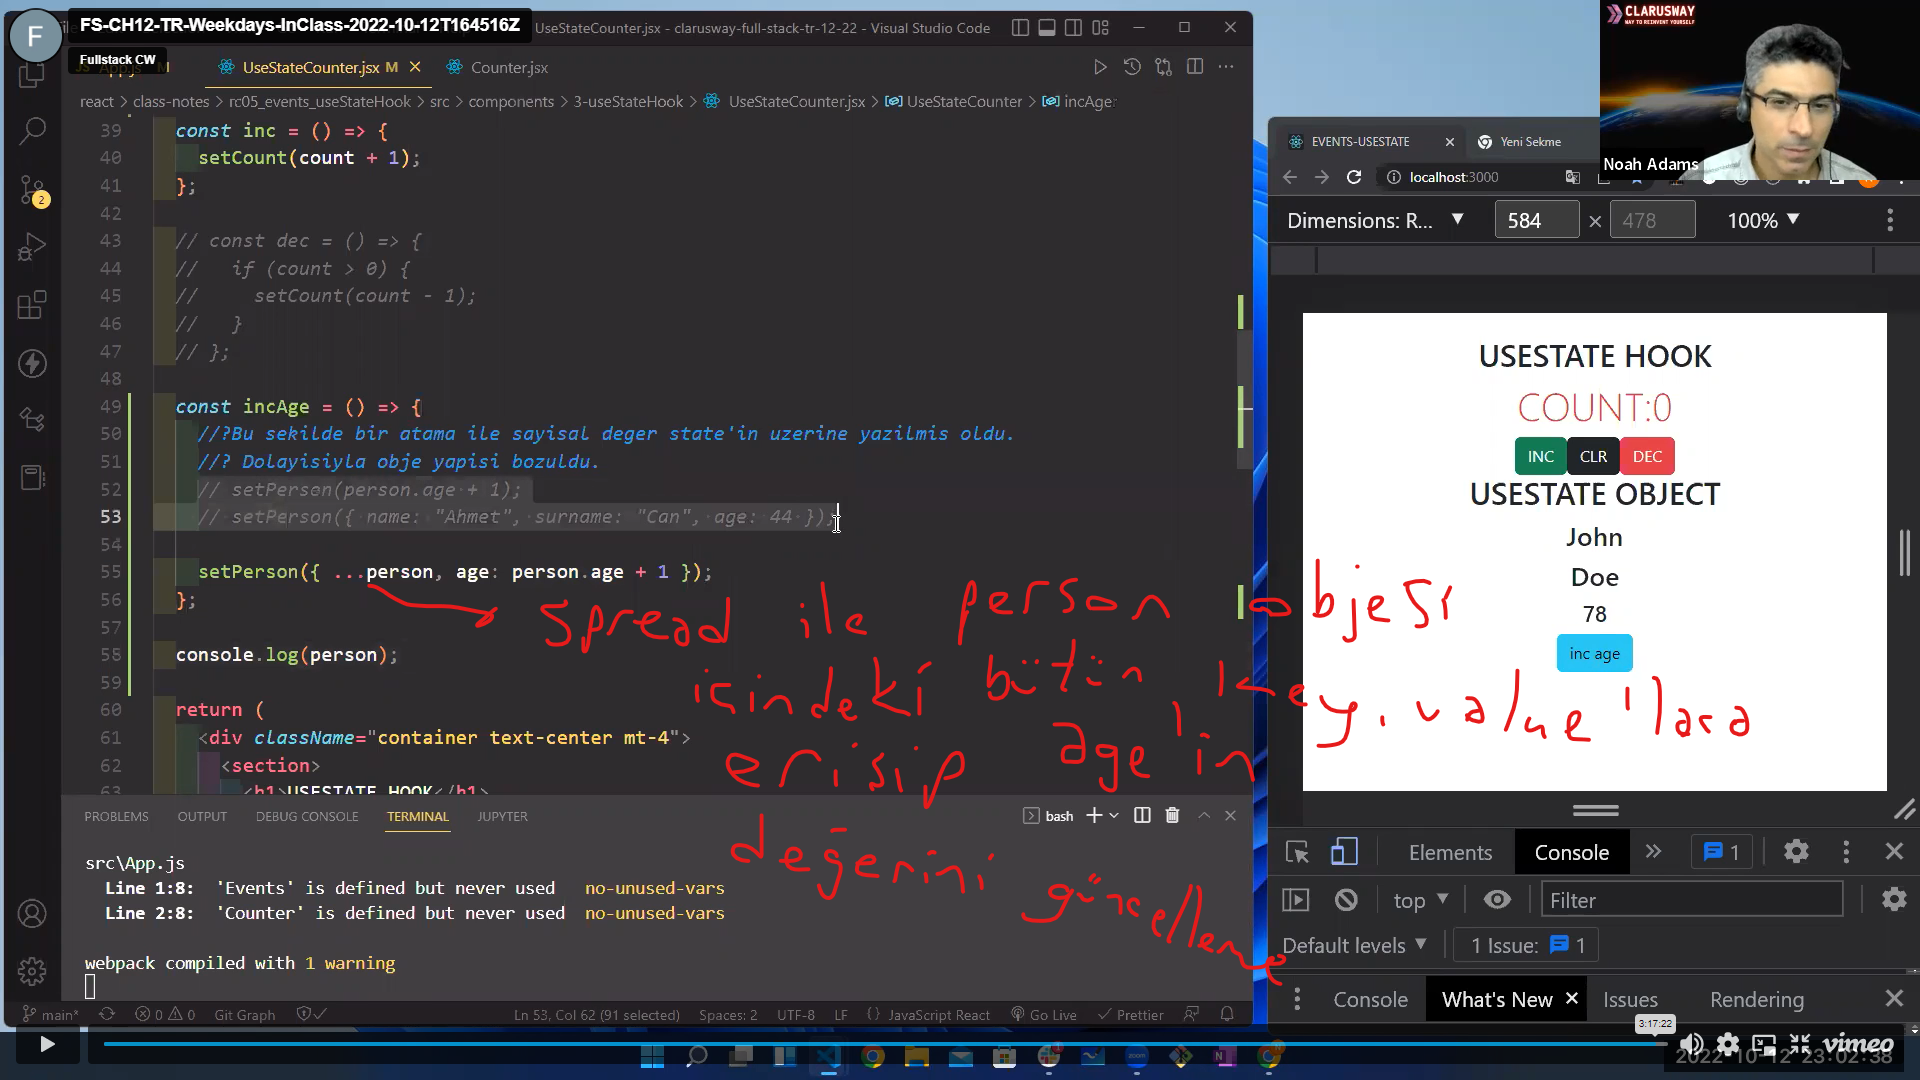 FS-CH12-TR-Weekdays-InClass-2022-10-12T164516Z
UseStateCounter.jsx - clarusway-full-stack-tr-12-22 - Visual Studio Code
F
Fullstack CW
UseStateCounter.jsx M
Counter.jsx
react > class-notes > rc05_events_useStateHook > src > components > 3-useStateHook > UseStateCounter.jsx > UseStateCounter > incAge
39 const inc = () => {
40 setCount(count + 1);
41 };
42
43 // const dec = () => {
44 // if (count > 0) {
45 // setCount(count - 1);
46 // }
47 // };
48
49 const incAge = () => {
50 //?Bu sekilde bir atama ile sayisal deger state'in uzerine yazilmis oldu.
51 //? Dolayisiyla obje yapisi bozuldu.
52 // setPerson(person.age + 1);
53 // setPerson({ name: "Ahmet", surname: "Can", age: 44 });
54
55 setPerson({ ...person, age: person.age + 1 });
56 };
57
58 console.log(person);
59
60 return (
61 <div className="container text-center mt-4">
62 <section>
63 <h1>USESTATE HOOK</h1>
Spread ile person objesi
icindeki bütün key, value'lara
erisip age'in
değerini güncelleme
PROBLEMS OUTPUT DEBUG CONSOLE TERMINAL JUPYTER
bash
src\App.js
Line 1:8: 'Events' is defined but never used no-unused-vars
Line 2:8: 'Counter' is defined but never used no-unused-vars
webpack compiled with 1 warning
2
main* 0 0 Git Graph Ln 53, Col 62 (91 selected) Spaces: 2 UTF-8 LF JavaScript React Go Live Prettier
CLARUSWAY
WAY TO REINVENT YOURSELF
Noah Adams
EVENTS-USESTATE
Yeni Sekme
localhost:3000
Dimensions: R... 584 × 478 100%
USESTATE HOOK
COUNT:0
INC CLR DEC
USESTATE OBJECT
John
Doe
78
inc age
Elements Console 1
top Filter
Default levels 1 Issue: 1
Console What's New Issues Rendering
3:17:22
vimeo
2022-10-12 23:02:38